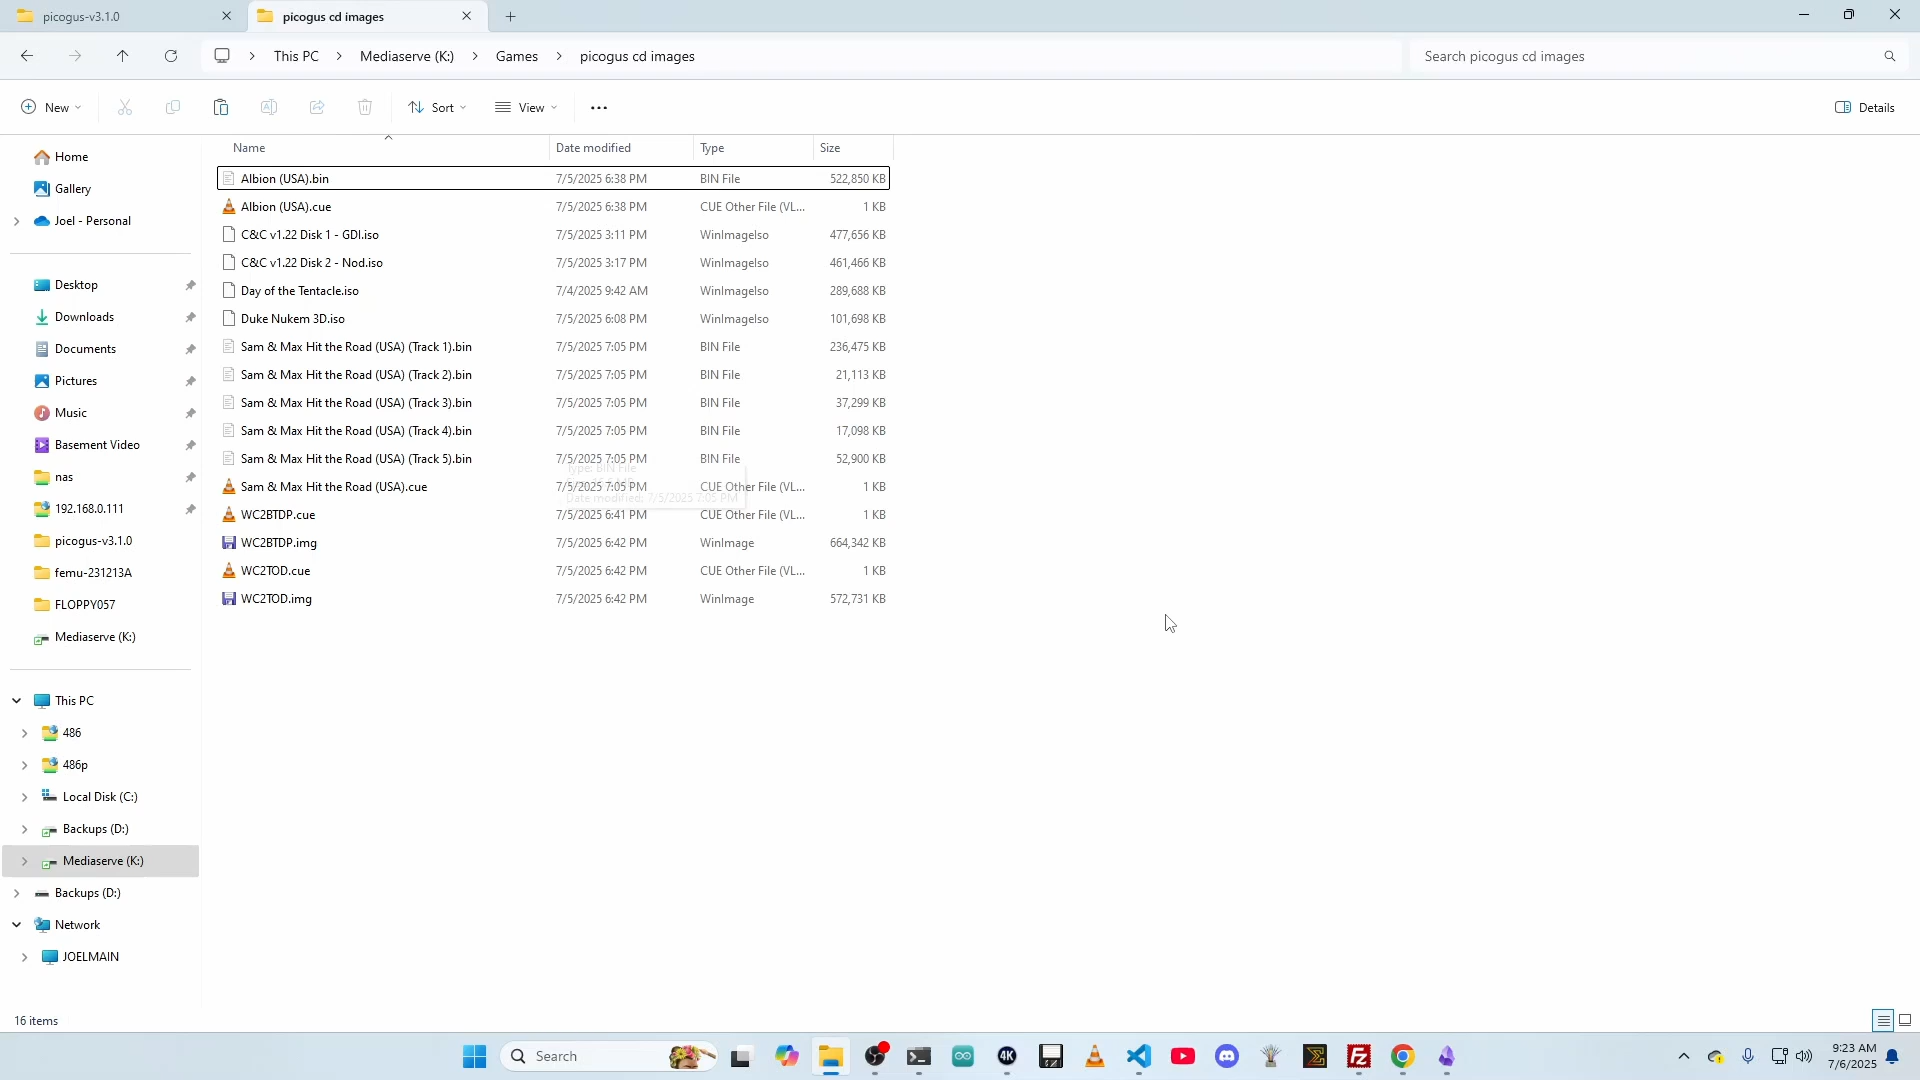 picogus-v3.1.0
picogus cd images
This PC > Mediaserve (K:) > Games > picogus cd images
Search picogus cd images
New
Sort
View
Details
Name Date modified Type Size
Albion (USA).bin 7/5/2025 6:38 PM BIN File 522,850 KB
Albion (USA).cue 7/5/2025 6:38 PM CUE Other File (VL... 1 KB
C&C v1.22 Disk 1 - GDI.iso 7/5/2025 3:11 PM WinImageIso 477,656 KB
C&C v1.22 Disk 2 - Nod.iso 7/5/2025 3:17 PM WinImageIso 461,466 KB
Day of the Tentacle.iso 7/4/2025 9:42 AM WinImageIso 289,688 KB
Duke Nukem 3D.iso 7/5/2025 6:08 PM WinImageIso 101,698 KB
Sam & Max Hit the Road (USA) (Track 1).bin 7/5/2025 7:05 PM BIN File 236,475 KB
Sam & Max Hit the Road (USA) (Track 2).bin 7/5/2025 7:05 PM BIN File 21,113 KB
Sam & Max Hit the Road (USA) (Track 3).bin 7/5/2025 7:05 PM BIN File 37,299 KB
Sam & Max Hit the Road (USA) (Track 4).bin 7/5/2025 7:05 PM BIN File 17,098 KB
Sam & Max Hit the Road (USA) (Track 5).bin 7/5/2025 7:05 PM BIN File 52,900 KB
Type: BIN File
Sam & Max Hit the Road (USA).cue 7/5/2025 7:05 PM CUE Other File (VL... 1 KB
Date modified: 7/5/2025 7:05 PM
WC2BTDP.cue 7/5/2025 6:41 PM CUE Other File (VL... 1 KB
WC2BTDP.img 7/5/2025 6:42 PM WinImage 664,342 KB
WC2TOD.cue 7/5/2025 6:42 PM CUE Other File (VL... 1 KB
WC2TOD.img 7/5/2025 6:42 PM WinImage 572,731 KB
Home
Gallery
Joel - Personal
Desktop
Downloads
Documents
Pictures
Music
Basement Video
nas
192.168.0.111
picogus-v3.1.0
femu-231213A
FLOPPY057
Mediaserve (K:)
This PC
486
486p
Local Disk (C:)
Backups (D:)
Mediaserve (K:)
Backups (D:)
Network
JOELMAIN
16 items
Search
4K
FZ
9:23 AM
7/6/2025